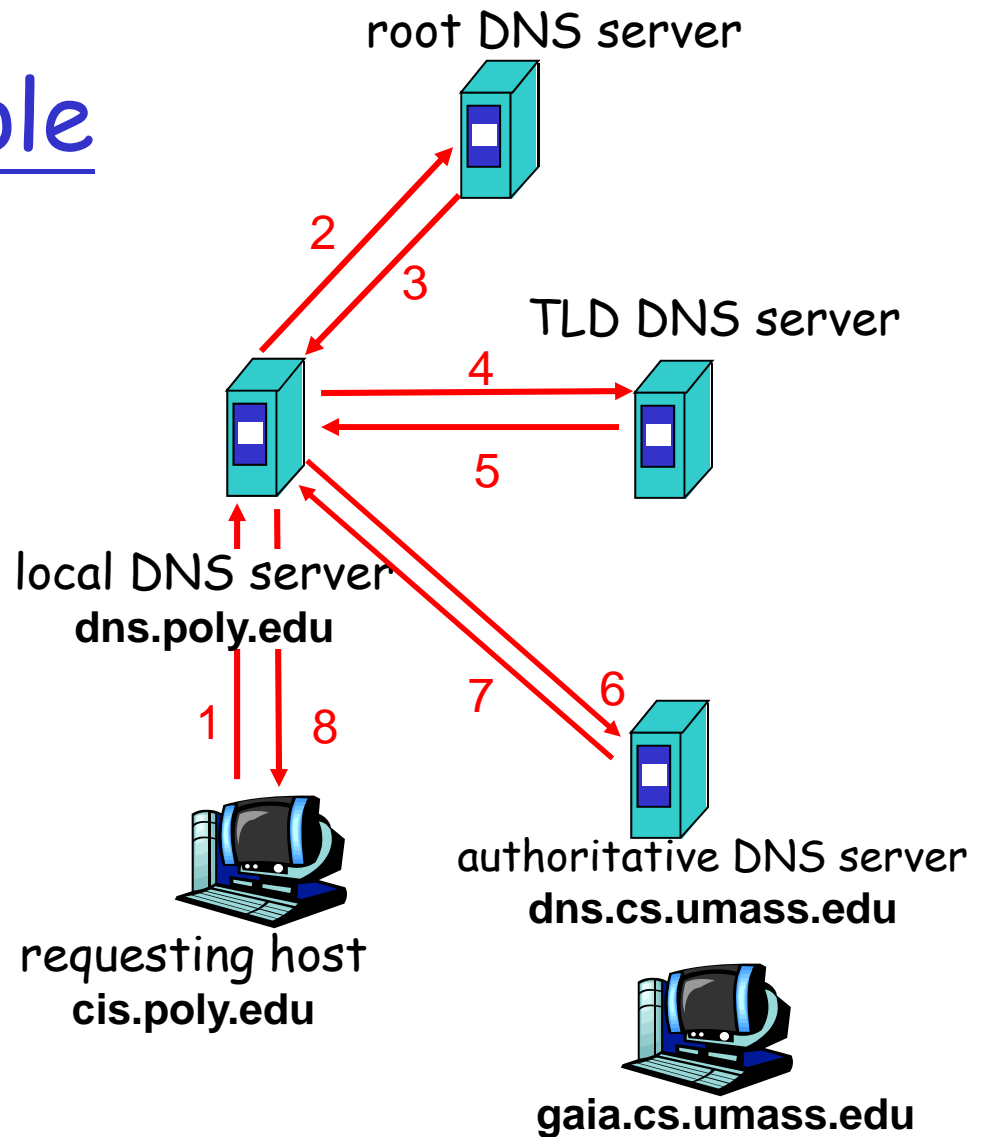 root DNS server
ole
2
3
TLD DNS server
4
5
local DNS server
dns.poly.edu
7
6
1
8
authoritative DNS server
dns.cs.umass.edu
requesting host
cis.poly.edu
gaia.cs.umass.edu